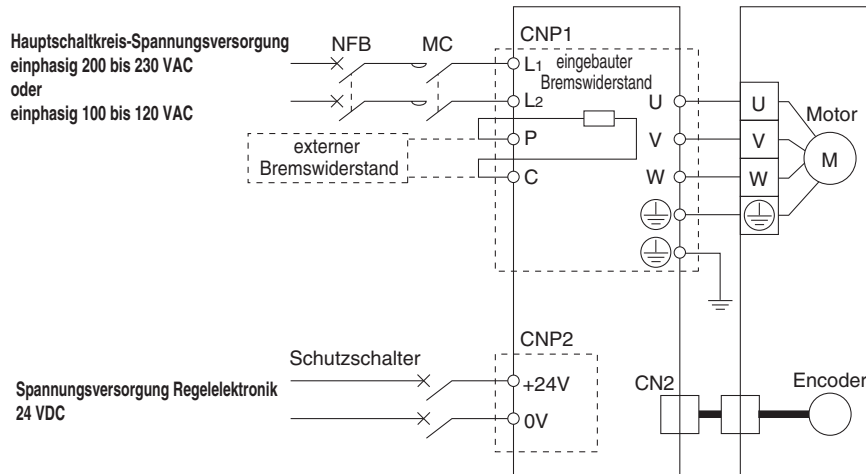 Hauptschaltkreis-Spannungsversorgung
einphasig 200 bis 230 VAC
oder
einphasig 100 bis 120 VAC
NFB
MC
CNP1
eingebauter
Bremswiderstand
L1
L2
P
C
externer
Bremswiderstand
U
V
W
U
V
W
Motor
M
CNP2
Schutzschalter
+24V
0V
Spannungsversorgung Regelelektronik
24 VDC
CN2
Encoder